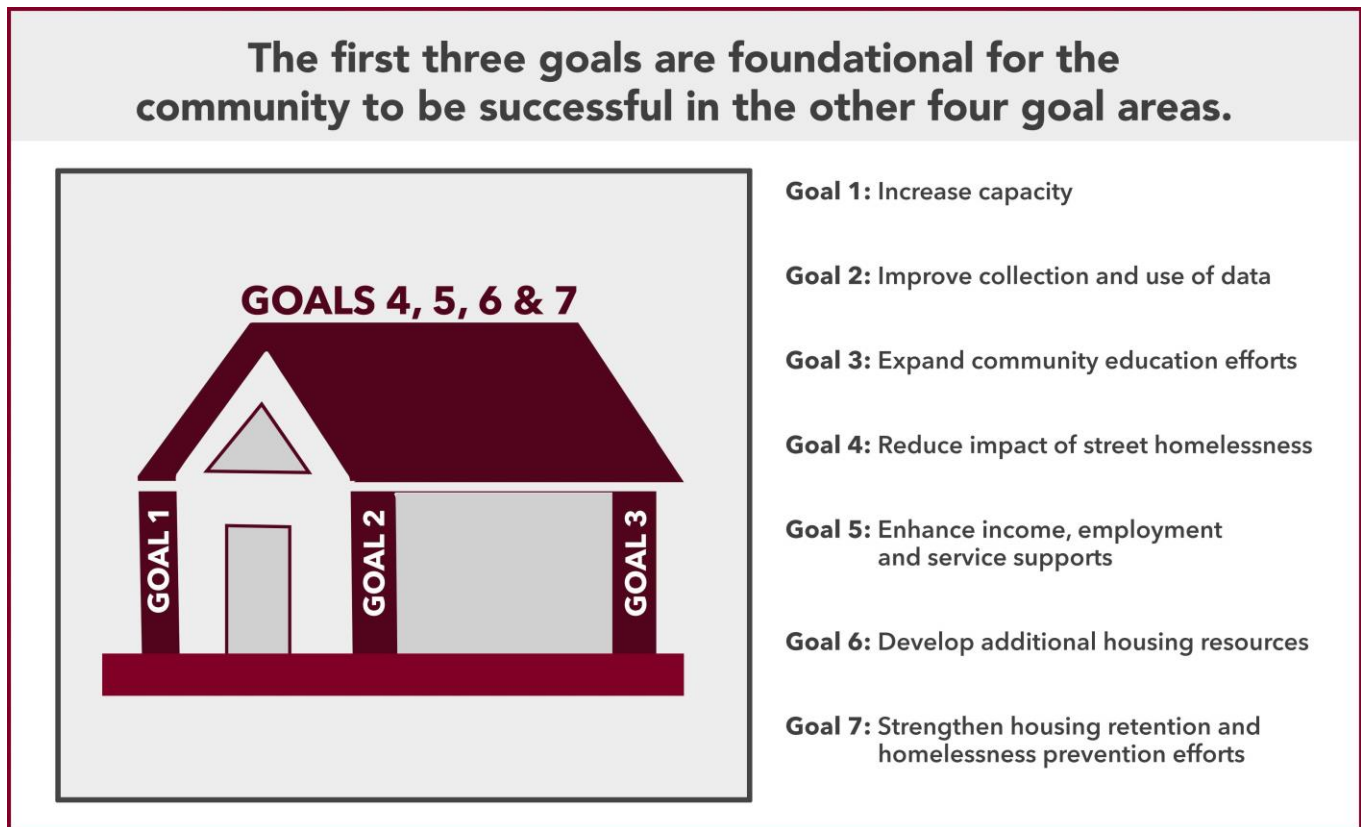 The first three goals are foundational for the
community to be successful in the other four goal areas.
GOALS 4, 5, 6 & 7
GOAL 1
GOAL 2
GOAL 3
Goal 1: Increase capacity
Goal 2: Improve collection and use of data
Goal 3: Expand community education efforts
Goal 4: Reduce impact of street homelessness
Goal 5: Enhance income, employment
and service supports
Goal 6: Develop additional housing resources
Goal 7: Strengthen housing retention and
homelessness prevention efforts